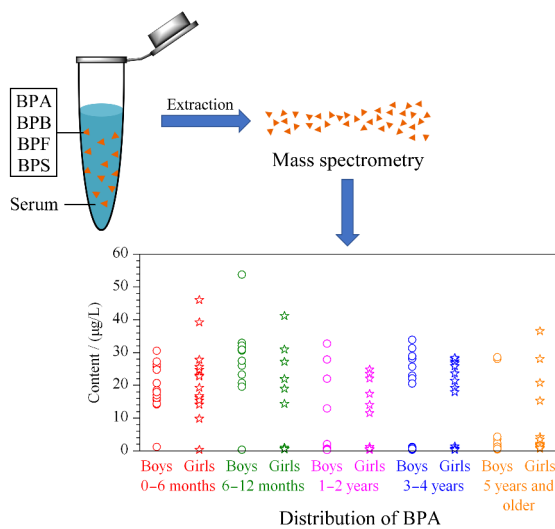 BPA
BPB
BPF
BPS
Serum
Extraction
Mass spectrometry
Content / (μg/L)
60
50
40
30
20
10
0
Boys Girls Boys Girls Boys Girls Boys Girls Boys Girls
0−6 months 6−12 months 1−2 years 3−4 years 5 years and
older
Distribution of BPA